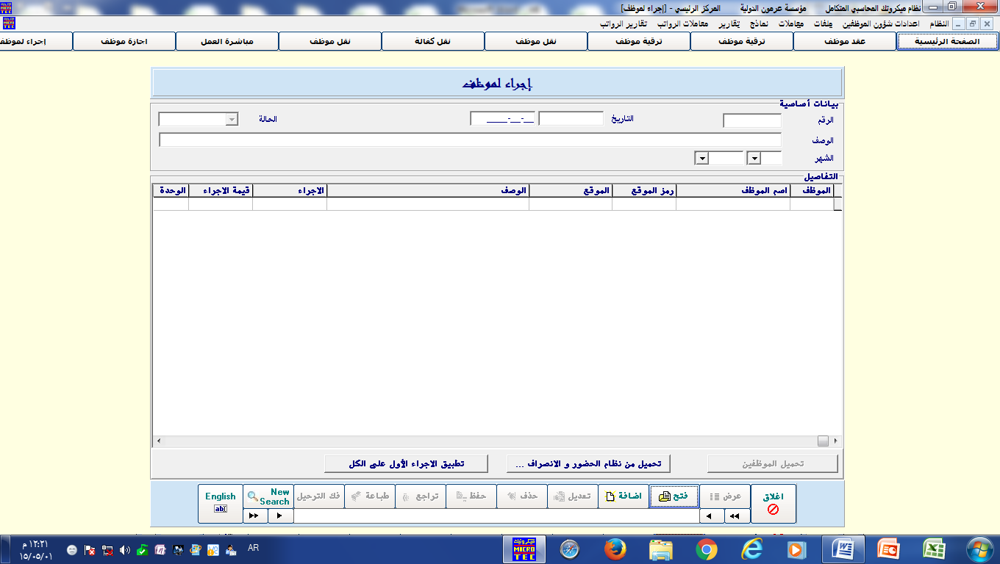 نظام ميكروتك المحاسبي المتكامل مؤسسة عرمون الدولية المركز الرئيسي - [إجراء لموظف]
النظام اعدادات شؤون الموظفين ملفات معاملات نماذج تقارير معاملات الرواتب تقارير الرواتب
الصفحة الرئيسية عقد موظف ترقية موظف ترقية موظف نقل موظف نقل كفالة نقل موظف مباشرة العمل اجازة موظف إجراء لموظف
إجراء لموظف
بيانات أساسية
الرقم التاريخ __-__-____ الحالة
الوصف
الشهر
التفاصيل
الموظف اسم الموظف رمز الموقع الموقع الوصف الاجراء قيمة الاجراء الوحدة
تحميل الموظفين تحميل من نظام الحضور و الانصراف ... تطبيق الاجراء الأول على الكل
اغلاق عرض فتح اضافة تعديل حذف حفظ تراجع طباعة فك الترحيل New Search English
ab
ميكروتك
MICRO
TEC
AR
١٢:٢١ م
١٥/٠٥/٠١